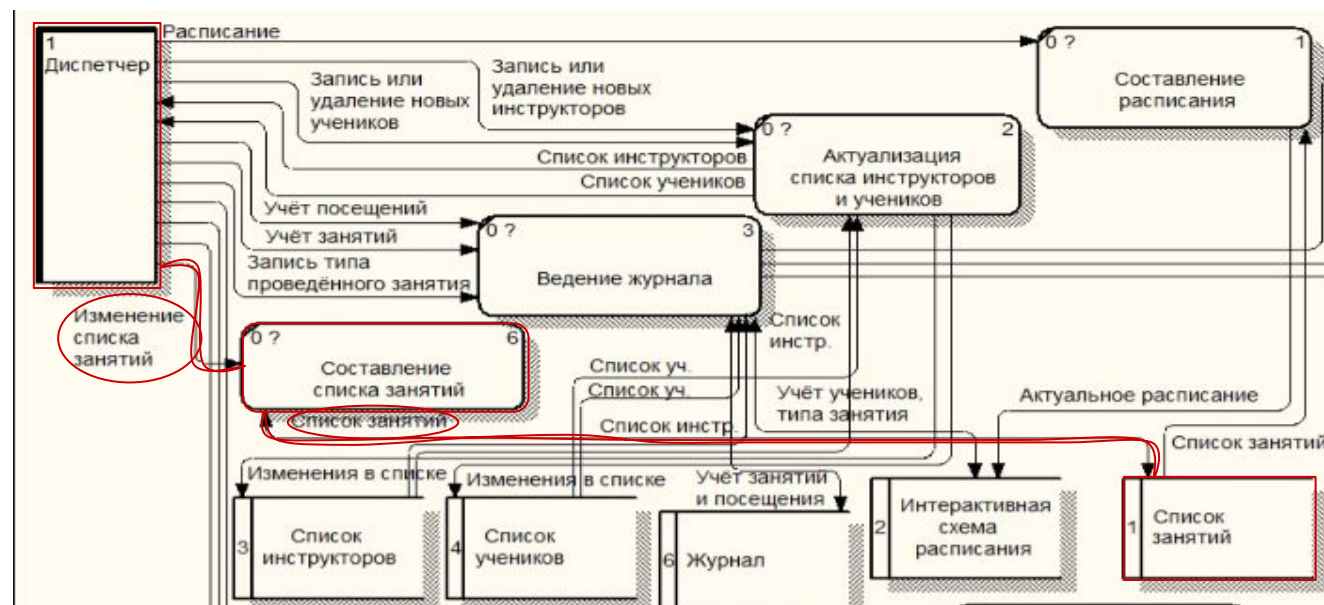 Расписание
1
Диспетчер
0 ?
1
Составление
расписания
Запись или
удаление новых
учеников
Запись или
удаление новых
инструкторов
0 ?
2
Актуализация
списка инструкторов
и учеников
Список инструкторов
Список учеников
Учёт посещений
Учёт занятий
Запись типа
проведённого занятия
0 ?
3
Ведение журнала
Изменение
списка
занятий
0 ?
6
Составление
списка занятий
Список занятий
Список
инстр.
Список уч.
Список уч.
Список инстр.
Учёт учеников,
типа занятия
Актуальное расписание
Список занятий
Изменения в списке
Изменения в списке
Учёт занятий
и посещения
3
Список
инструкторов
4
Список
учеников
6
Журнал
2
Интерактивная
схема
расписания
1
Список
занятий